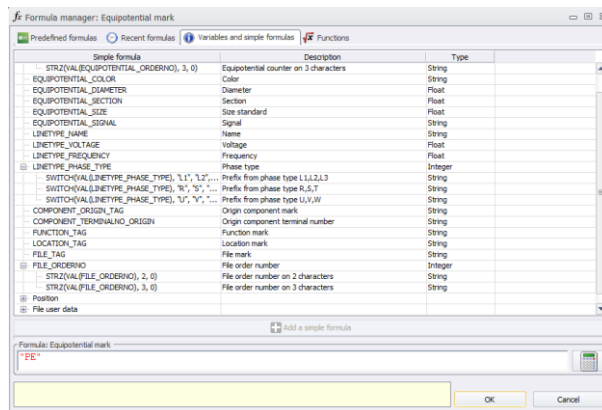 fx Formula manager: Equipotential mark
Predefined formulas Recent formulas Variables and simple formulas Functions
Simple formula Description Type
STRZ(VAL(EQUIPOTENTIAL_ORDERNO), 3, 0) Equipotential counter on 3 characters String
EQUIPOTENTIAL_COLOR Color String
EQUIPOTENTIAL_DIAMETER Diameter Float
EQUIPOTENTIAL_SECTION Section Float
EQUIPOTENTIAL_SIZE Size standard Float
EQUIPOTENTIAL_SIGNAL Signal String
LINETYPE_NAME Name String
LINETYPE_VOLTAGE Voltage Float
LINETYPE_FREQUENCY Frequency Float
LINETYPE_PHASE_TYPE Phase type Integer
SWITCH(VAL(LINETYPE_PHASE_TYPE), "L1", "L2",... Prefix from phase type L1,L2,L3
SWITCH(VAL(LINETYPE_PHASE_TYPE), "R", "S", "... Prefix from phase type R,S,T
SWITCH(VAL(LINETYPE_PHASE_TYPE), "U", "V", "... Prefix from phase type U,V,W
COMPONENT_ORIGIN_TAG Origin component mark String
COMPONENT_TERMINALNO_ORIGIN Origin component terminal number String
FUNCTION_TAG Function mark String
LOCATION_TAG Location mark String
FILE_TAG File mark String
FILE_ORDERNO File order number Integer
STRZ(VAL(FILE_ORDERNO), 2, 0) File order number on 2 characters String
STRZ(VAL(FILE_ORDERNO), 3, 0) File order number on 3 characters String
Position
File user data
Add a simple formula
Formula: Equipotential mark
"PE"
OK Cancel